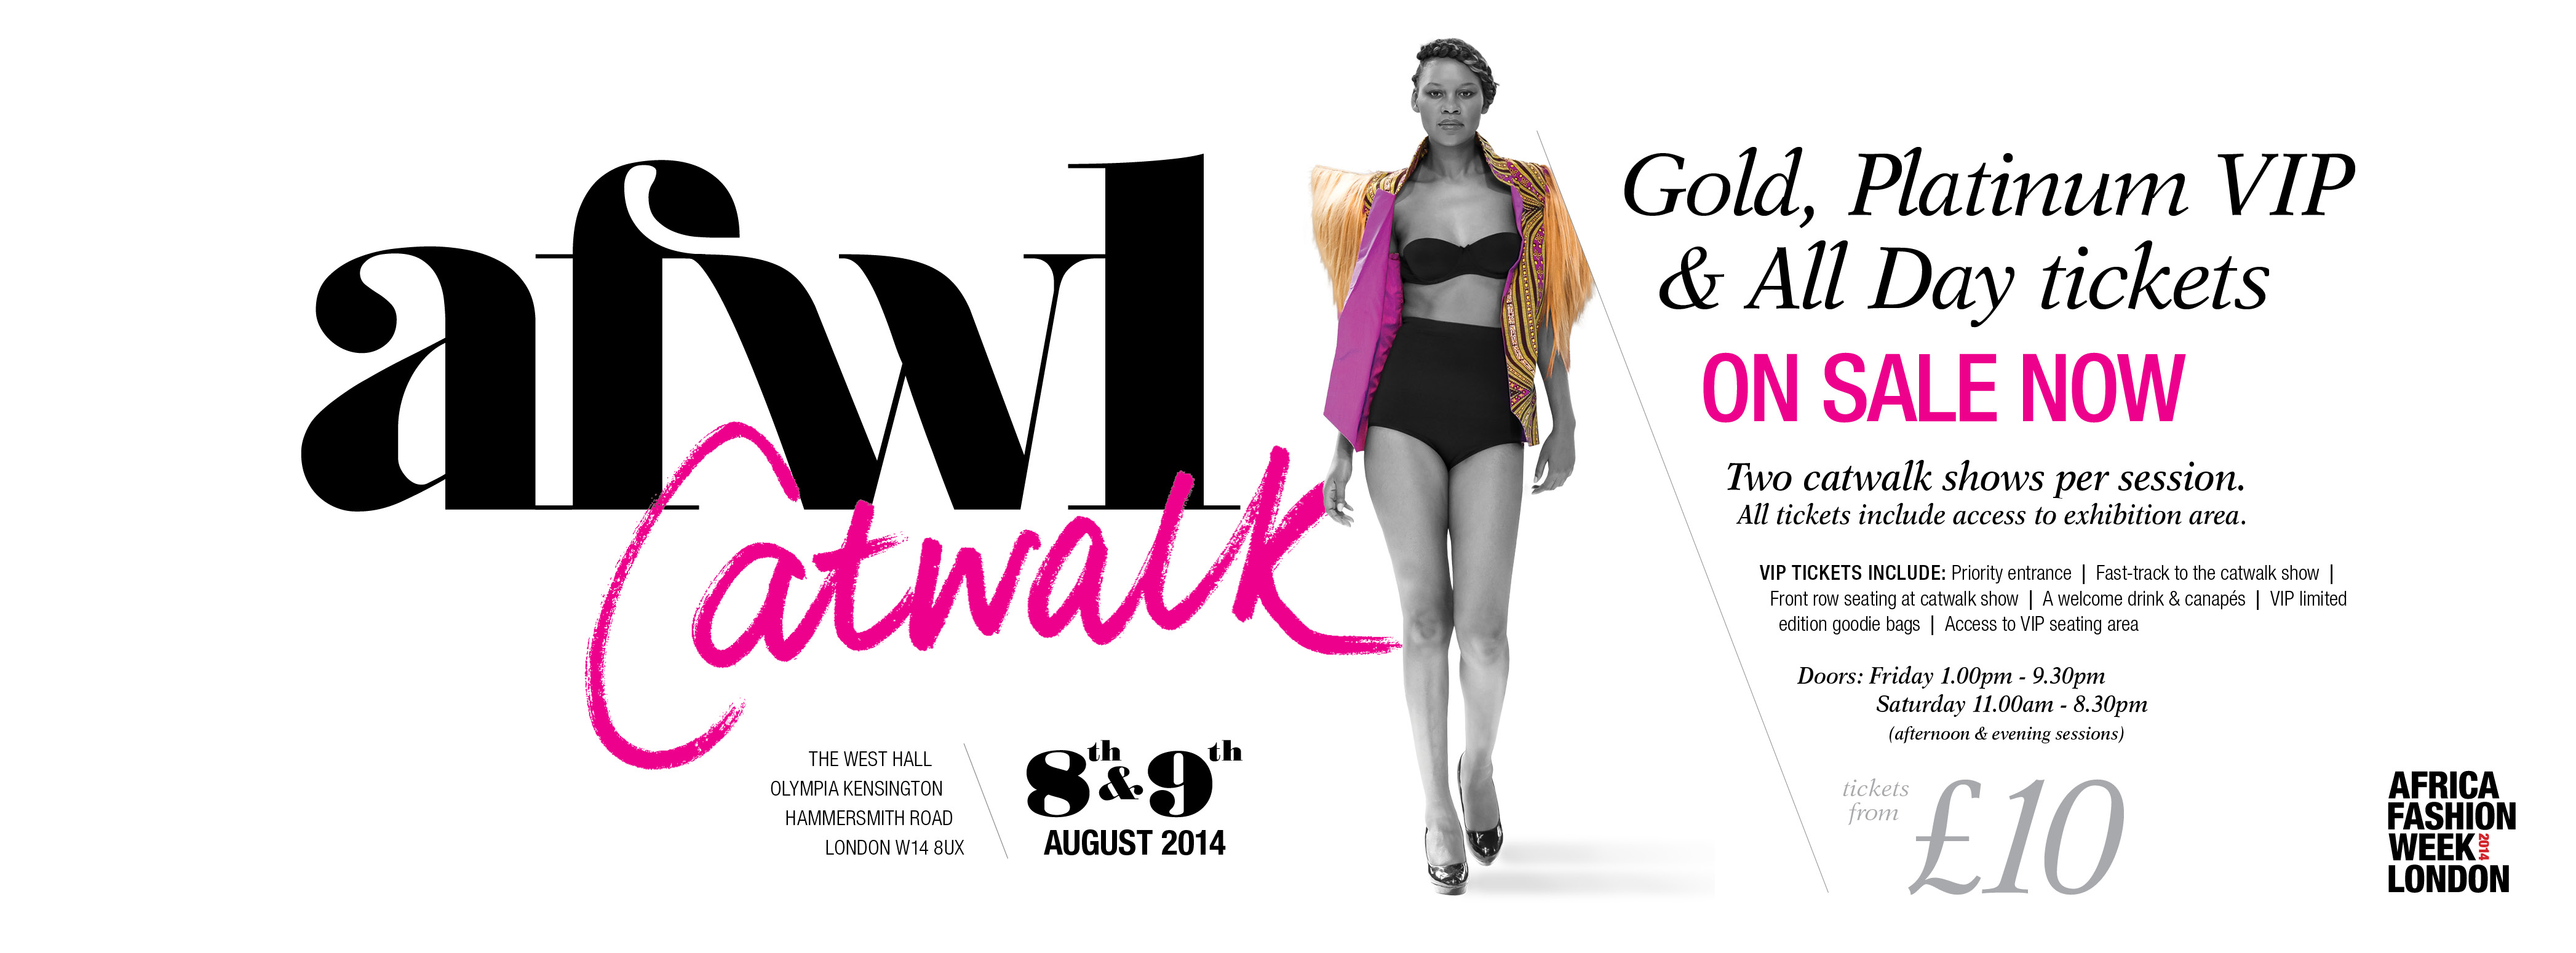 afwl
Catwalk
THE WEST HALL
OLYMPIA KENSINGTON
HAMMERSMITH ROAD
LONDON W14 8UX
8th & 9th
AUGUST 2014
Gold, Platinum VIP
& All Day tickets
ON SALE NOW
Two catwalk shows per session.
All tickets include access to exhibition area.
VIP TICKETS INCLUDE: Priority entrance | Fast-track to the catwalk show |
Front row seating at catwalk show | A welcome drink & canapés | VIP limited
edition goodie bags | Access to VIP seating area
Doors: Friday 1.00pm - 9.30pm
Saturday 11.00am - 8.30pm
(afternoon & evening sessions)
tickets
from £10
AFRICA
FASHION
WEEK 2014
LONDON